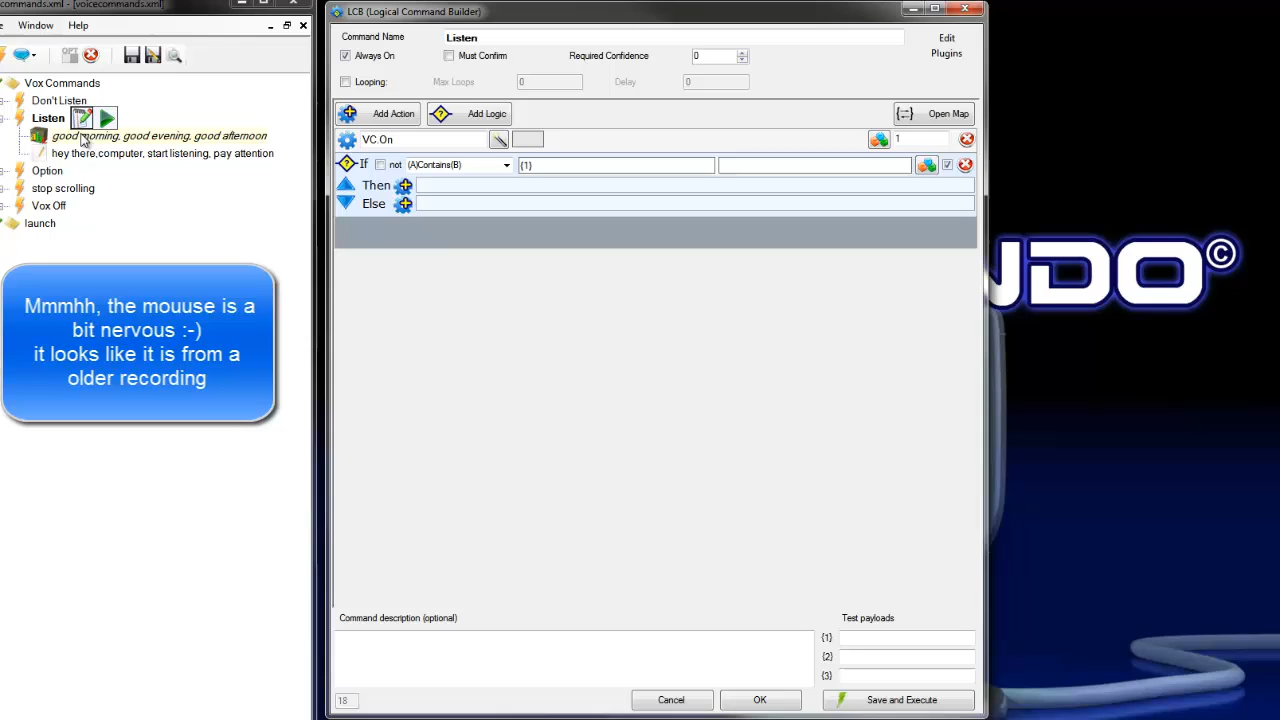 commands.xml - [voicecommands.xml]
Window Help
Vox Commands
Don't Listen
Listen
good morning, good evening, good afternoon
hey there,computer, start listening, pay attention
Option
stop scrolling
Vox Off
launch
Mmmhh, the mouuse is a
bit nervous :-)
it looks like it is from a
older recording
LCB (Logical Command Builder)
Command Name Listen Edit Plugins
Always On Must Confirm Required Confidence 0
Looping: Max Loops 0 Delay 0
Add Action Add Logic Open Map
VC.On 1
If not (A)Contains(B) {1}
Then
Else
Command description (optional) Test payloads
{1}
{2}
{3}
18 Cancel OK Save and Execute
NDO©